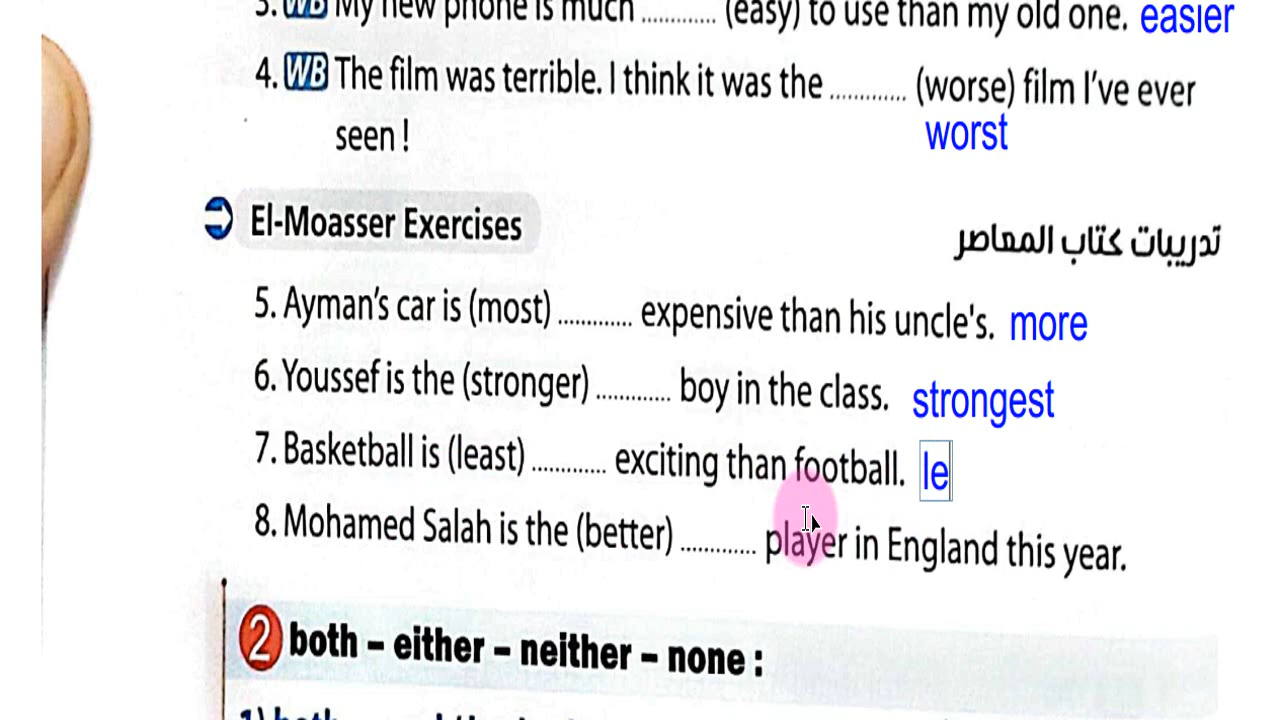 3. WB My new phone is much ............. (easy) to use than my old one. easier
4. WB The film was terrible. I think it was the ............. (worse) film I've ever
seen ! worst
El-Moasser Exercises تدريبات كتاب المعاصر
5. Ayman's car is (most) ............. expensive than his uncle's. more
6. Youssef is the (stronger) ............. boy in the class. strongest
7. Basketball is (least) ............. exciting than football. le
8. Mohamed Salah is the (better) ............. player in England this year.
2 both – either – neither – none :
1) both